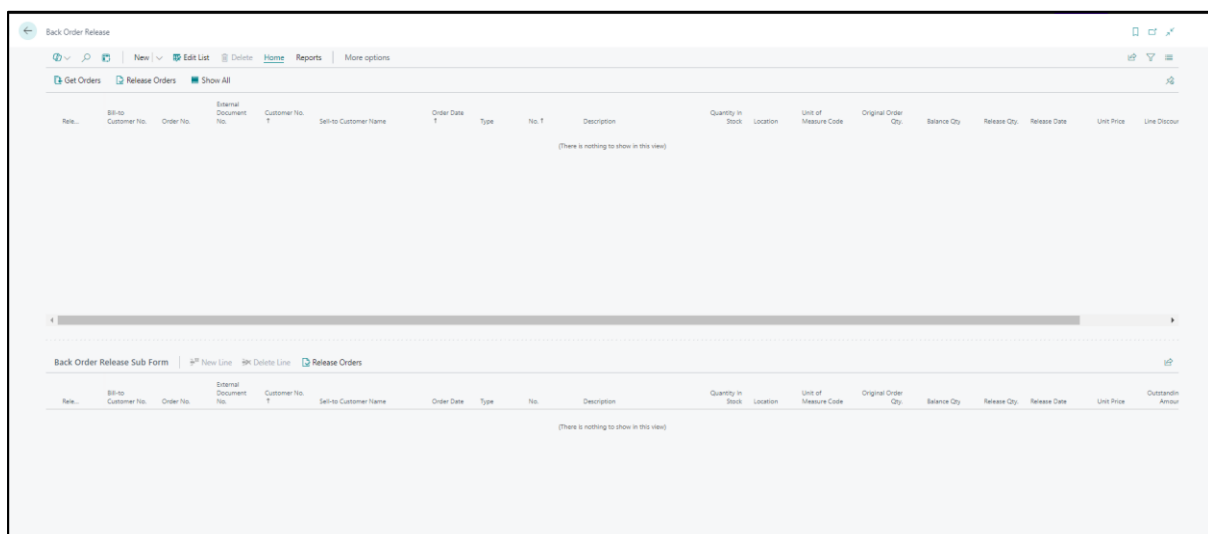 Back Order Release
New Edit List Delete Home Reports More options
Get Orders Release Orders Show All
Rele... Bill-to Customer No. Order No. External Document No. Customer No. ↑ Sell-to Customer Name Order Date ↑ Type No. ↑ Description Quantity in Stock Location Unit of Measure Code Original Order Qty. Balance Qty Release Qty. Release Date Unit Price Line Discour
(There is nothing to show in this view)
Back Order Release Sub Form New Line Delete Line Release Orders
Rele... Bill-to Customer No. Order No. External Document No. Customer No. ↑ Sell-to Customer Name Order Date Type No. Description Quantity in Stock Location Unit of Measure Code Original Order Qty. Balance Qty Release Qty. Release Date Unit Price Outstandin Amour
(There is nothing to show in this view)